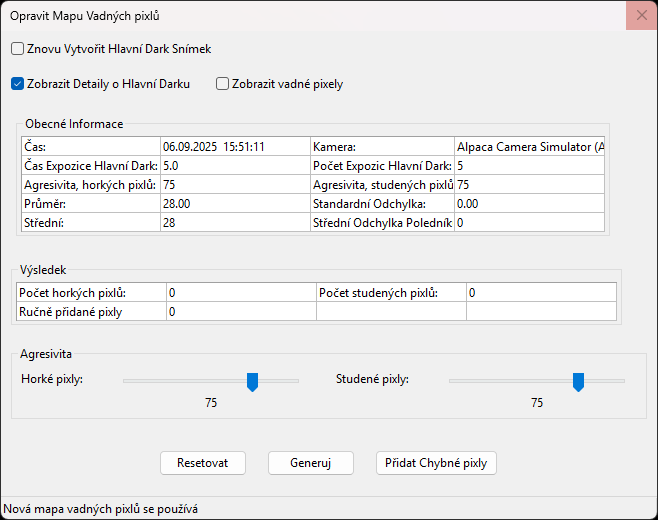 Opravit Mapu Vadných pixlů
Znovu Vytvořit Hlavní Dark Snímek
Zobrazit Detaily o Hlavní Darku Zobrazit vadné pixely
Obecné Informace
Čas: 06.09.2025 15:51:11 Kamera: Alpaca Camera Simulator (A
Čas Expozice Hlavní Dark: 5.0 Počet Expozic Hlavní Dark: 5
Agresivita, horkých pixlů: 75 Agresivita, studených pixlů 75
Průměr: 28.00 Standardní Odchylka: 0.00
Střední: 28 Střední Odchylka Poledník 0
Výsledek
Počet horkých pixlů: 0 Počet studených pixlů: 0
Ručně přidané pixly 0
Agresivita
Horké pixly: Studené pixly:
75 75
Resetovat Generuj Přidat Chybné pixly
Nová mapa vadných pixlů se používá